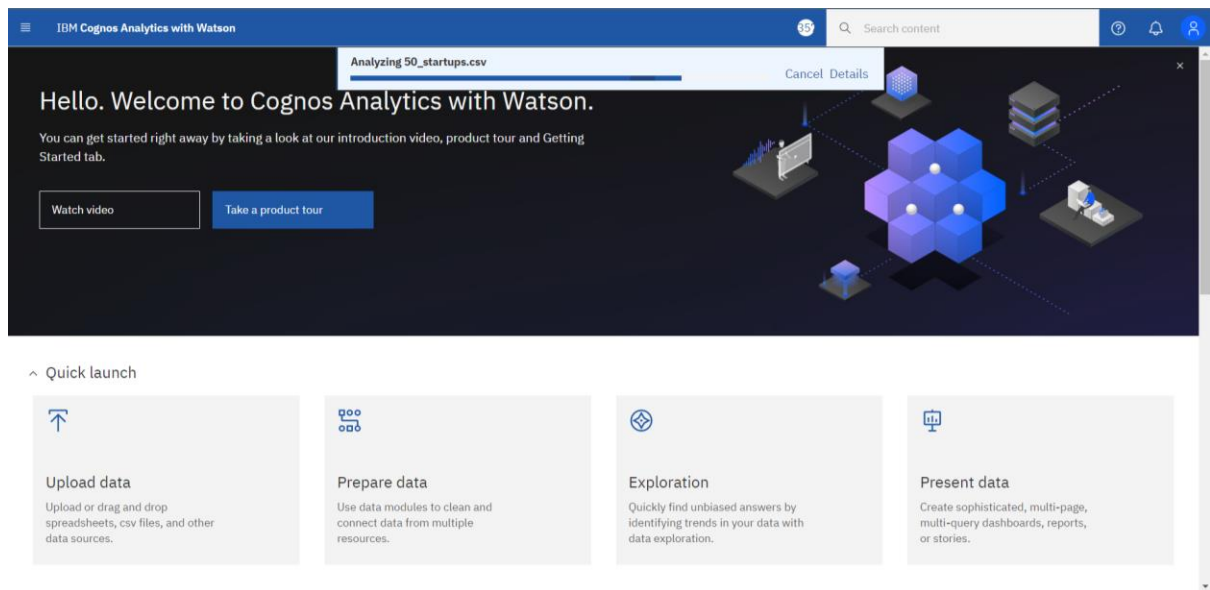 IBM Cognos Analytics with Watson
Search content
Analyzing 50_startups.csv
Cancel Details
Hello. Welcome to Cognos Analytics with Watson.
You can get started right away by taking a look at our introduction video, product tour and Getting
Started tab.
Watch video
Take a product tour
Quick launch
Upload data
Upload or drag and drop
spreadsheets, csv files, and other
data sources.
Prepare data
Use data modules to clean and
connect data from multiple
resources.
Exploration
Quickly find unbiased answers by
identifying trends in your data with
data exploration.
Present data
Create sophisticated, multi-page,
multi-query dashboards, reports,
or stories.